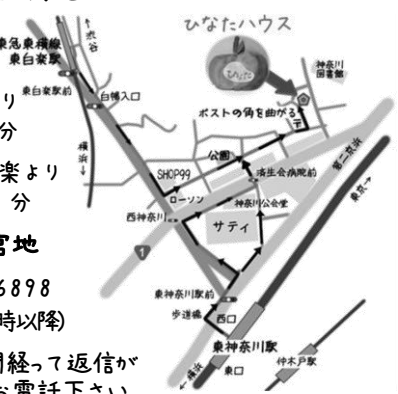 ひなたハウス
↑渋谷
東急東横線
東白楽駅
東白楽駅前
白幡入口
ひなた
神奈川
図書館
ポストの角を曲がる
〒
より
分
横浜↓
公園
SHOP99
ローソン
済生会病院前
第二京浜
東京→
楽より
分
神奈川公会堂
西神奈川
サティ
宮地
1
6898
時以降)
東神奈川駅前
歩道橋
西口
間経って返信が
お電話下さい
東神奈川駅
東口
仲木戸駅
←横浜